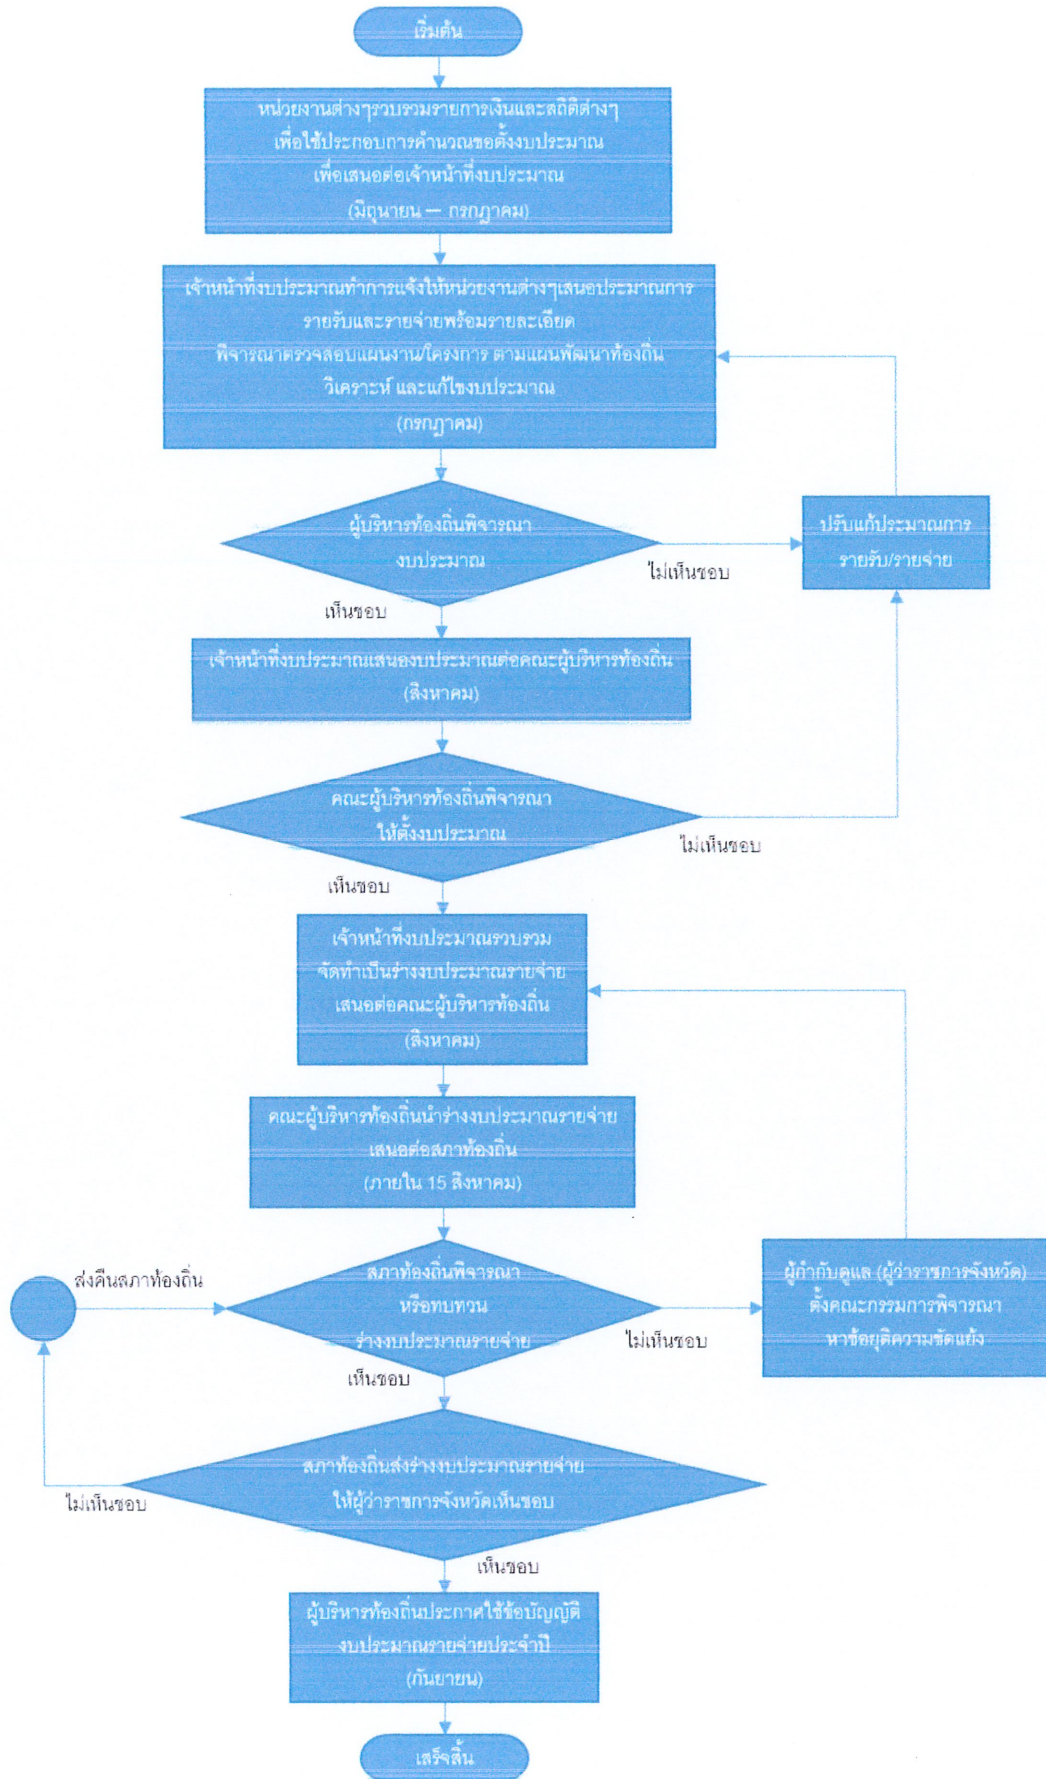 เริ่มต้น
หน่วยงานต่างๆรวบรวมรายการเงินและสถิติต่างๆ
เพื่อใช้ประกอบการคำนวณขอตั้งงบประมาณ
เพื่อเสนอต่อเจ้าหน้าที่งบประมาณ
(มิถุนายน – กรกฎาคม)
เจ้าหน้าที่งบประมาณทำการแจ้งให้หน่วยงานต่างๆเสนอประมาณการ
รายรับและรายจ่ายพร้อมรายละเอียด
พิจารณาตรวจสอบแผนงาน/โครงการ ตามแผนพัฒนาท้องถิ่น
วิเคราะห์ และแก้ไขงบประมาณ
(กรกฎาคม)
ผู้บริหารท้องถิ่นพิจารณา
งบประมาณ
ไม่เห็นชอบ
ปรับแก้ประมาณการ
รายรับ/รายจ่าย
เห็นชอบ
เจ้าหน้าที่งบประมาณเสนองบประมาณต่อคณะผู้บริหารท้องถิ่น
(สิงหาคม)
คณะผู้บริหารท้องถิ่นพิจารณา
ให้ตั้งงบประมาณ
ไม่เห็นชอบ
เห็นชอบ
เจ้าหน้าที่งบประมาณรวบรวม
จัดทำเป็นร่างงบประมาณรายจ่าย
เสนอต่อคณะผู้บริหารท้องถิ่น
(สิงหาคม)
คณะผู้บริหารท้องถิ่นนำร่างงบประมาณรายจ่าย
เสนอต่อสภาท้องถิ่น
(ภายใน 15 สิงหาคม)
ส่งคืนสภาท้องถิ่น
สภาท้องถิ่นพิจารณา
หรือทบทวน
ร่างงบประมาณรายจ่าย
ไม่เห็นชอบ
ผู้กำกับดูแล (ผู้ว่าราชการจังหวัด)
ตั้งคณะกรรมการพิจารณา
หาข้อยุติความขัดแย้ง
เห็นชอบ
สภาท้องถิ่นส่งร่างงบประมาณรายจ่าย
ให้ผู้ว่าราชการจังหวัดเห็นชอบ
ไม่เห็นชอบ
เห็นชอบ
ผู้บริหารท้องถิ่นประกาศใช้ข้อบัญญัติ
งบประมาณรายจ่ายประจำปี
(กันยายน)
เสร็จสิ้น